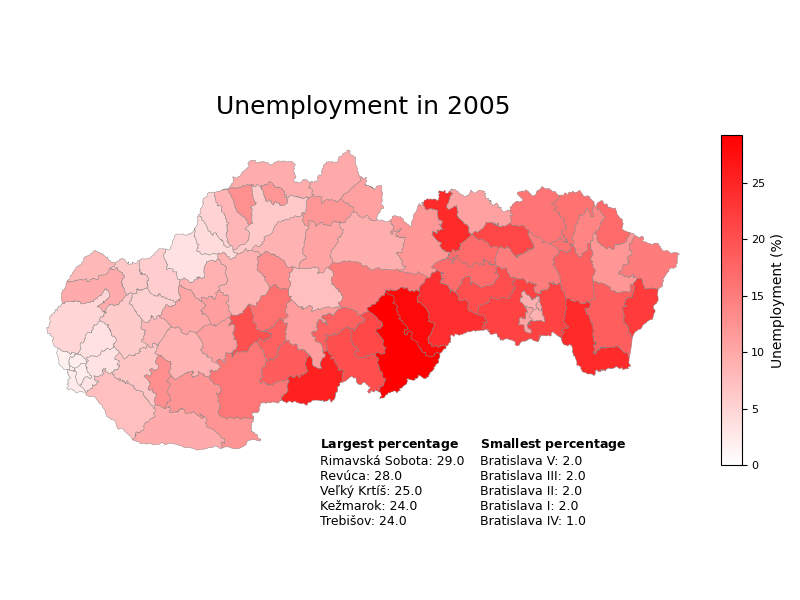 Unemployment in 2005
25
20
15
10
5
0
Unemployment (%)
Largest percentage
Rimavská Sobota: 29.0
Revúca: 28.0
Veľký Krtíš: 25.0
Kežmarok: 24.0
Trebišov: 24.0
Smallest percentage
Bratislava V: 2.0
Bratislava III: 2.0
Bratislava II: 2.0
Bratislava I: 2.0
Bratislava IV: 1.0